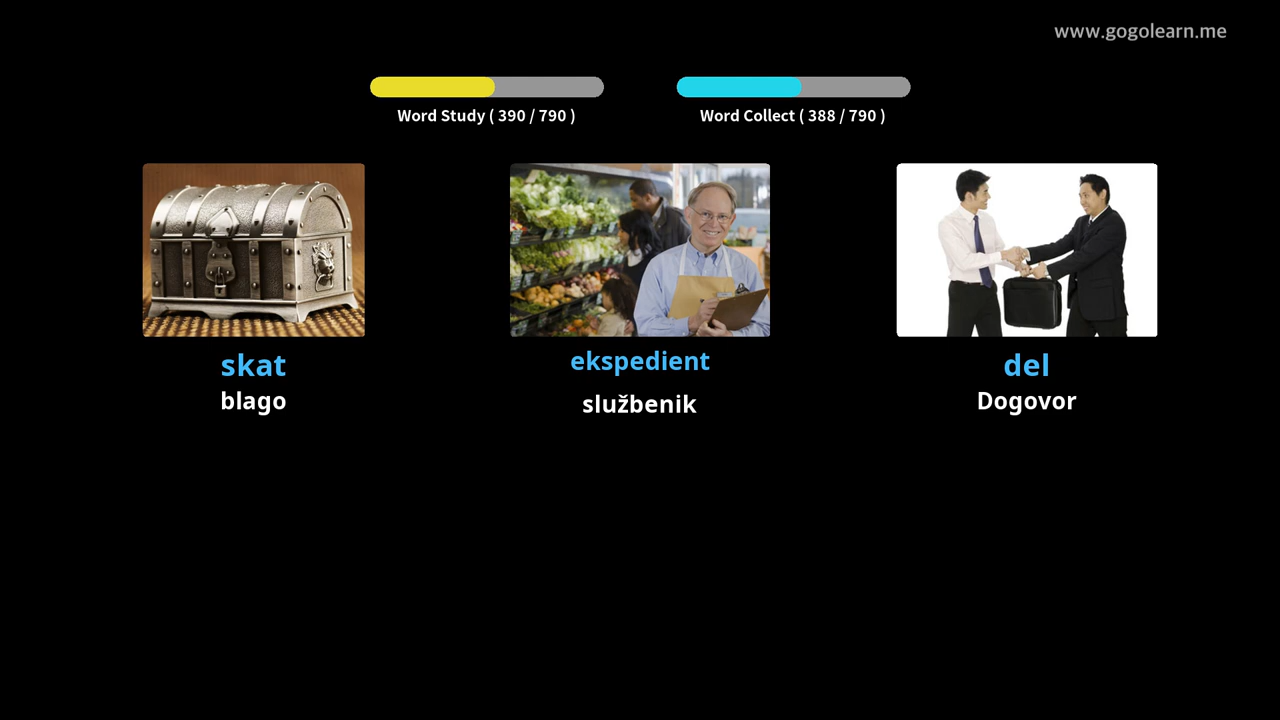 www.gogolearn.me
Word Study ( 390 / 790 )
Word Collect ( 388 / 790 )
skat
blago
ekspedient
službenik
del
Dogovor